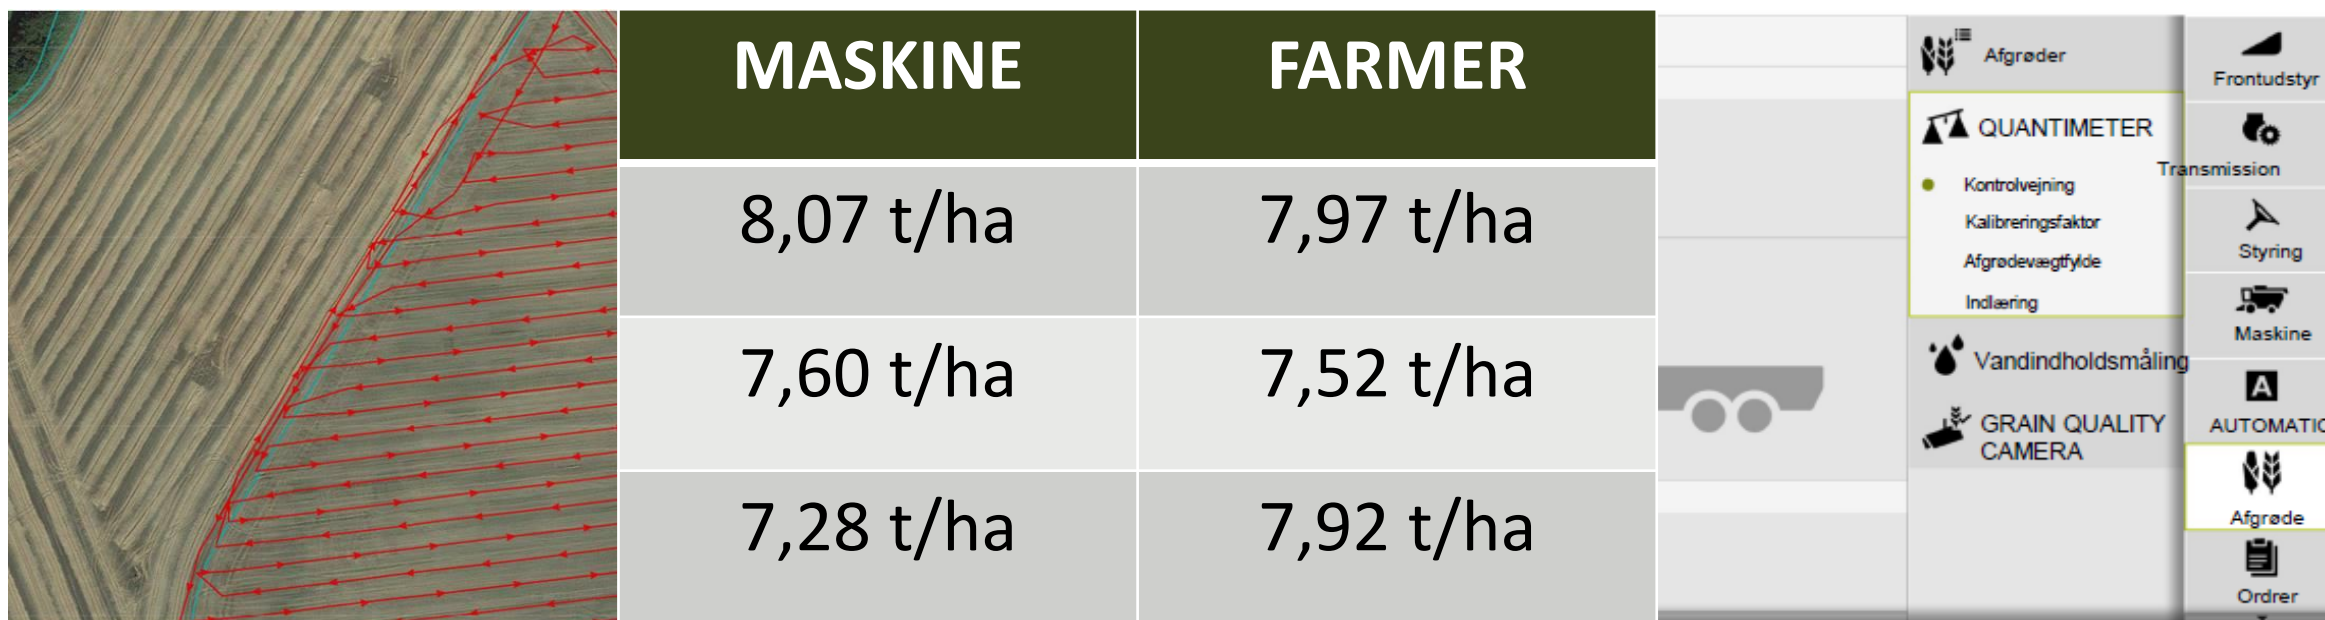 MASKINE FARMER
8,07 t/ha 7,97 t/ha
7,60 t/ha 7,52 t/ha
7,28 t/ha 7,92 t/ha
Afgrøder
QUANTIMETER
Kontrolvejning
Kalibreringsfaktor
Afgrødevægtfylde
Indlæring
Vandindholdsmåling
GRAIN QUALITY
CAMERA
Frontudstyr
Transmission
Styring
Maskine
A
AUTOMATIC
Afgrøde
Ordrer